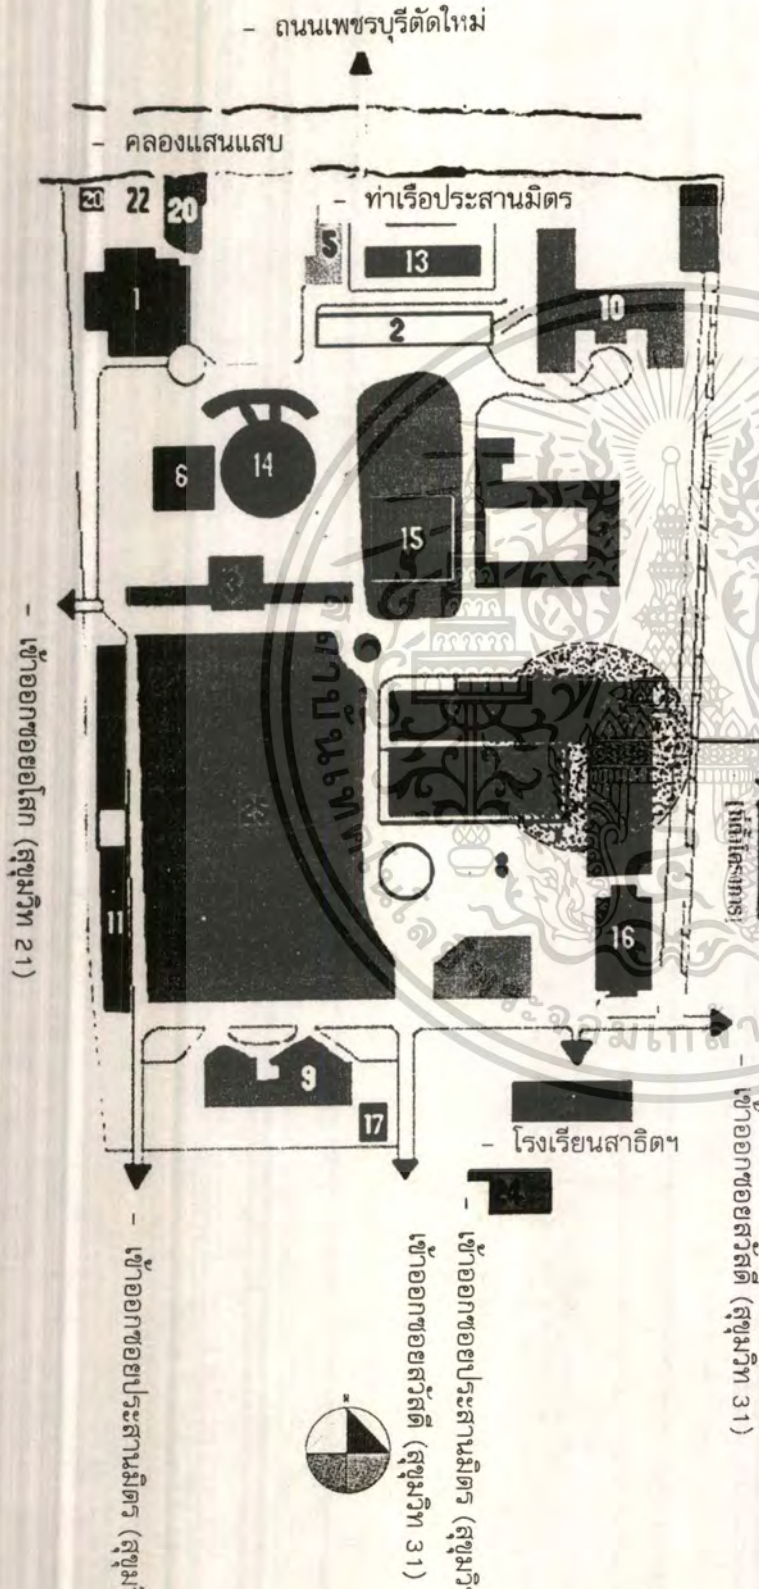 - ถนนเพชรบุรีตัดใหม่
- คลองแสนแสบ
20 22 20
- ท่าเรือประสานมิตร
5
13
1
2
10
6
14
15
11
16
9
17
- โรงเรียนสาธิตฯ
- เข้าออกซอยอโศก (สุขุมวิท 21)
- เข้าออกซอยประสานมิตร (สุขุม
เข้าออกซอยสวัสดี (สุขุมวิท 31)
- เข้าออกซอยประสานมิตร (สุขุมวิ
- เข้าออกซอยสวัสดี (สุขุมวิท 31)
N